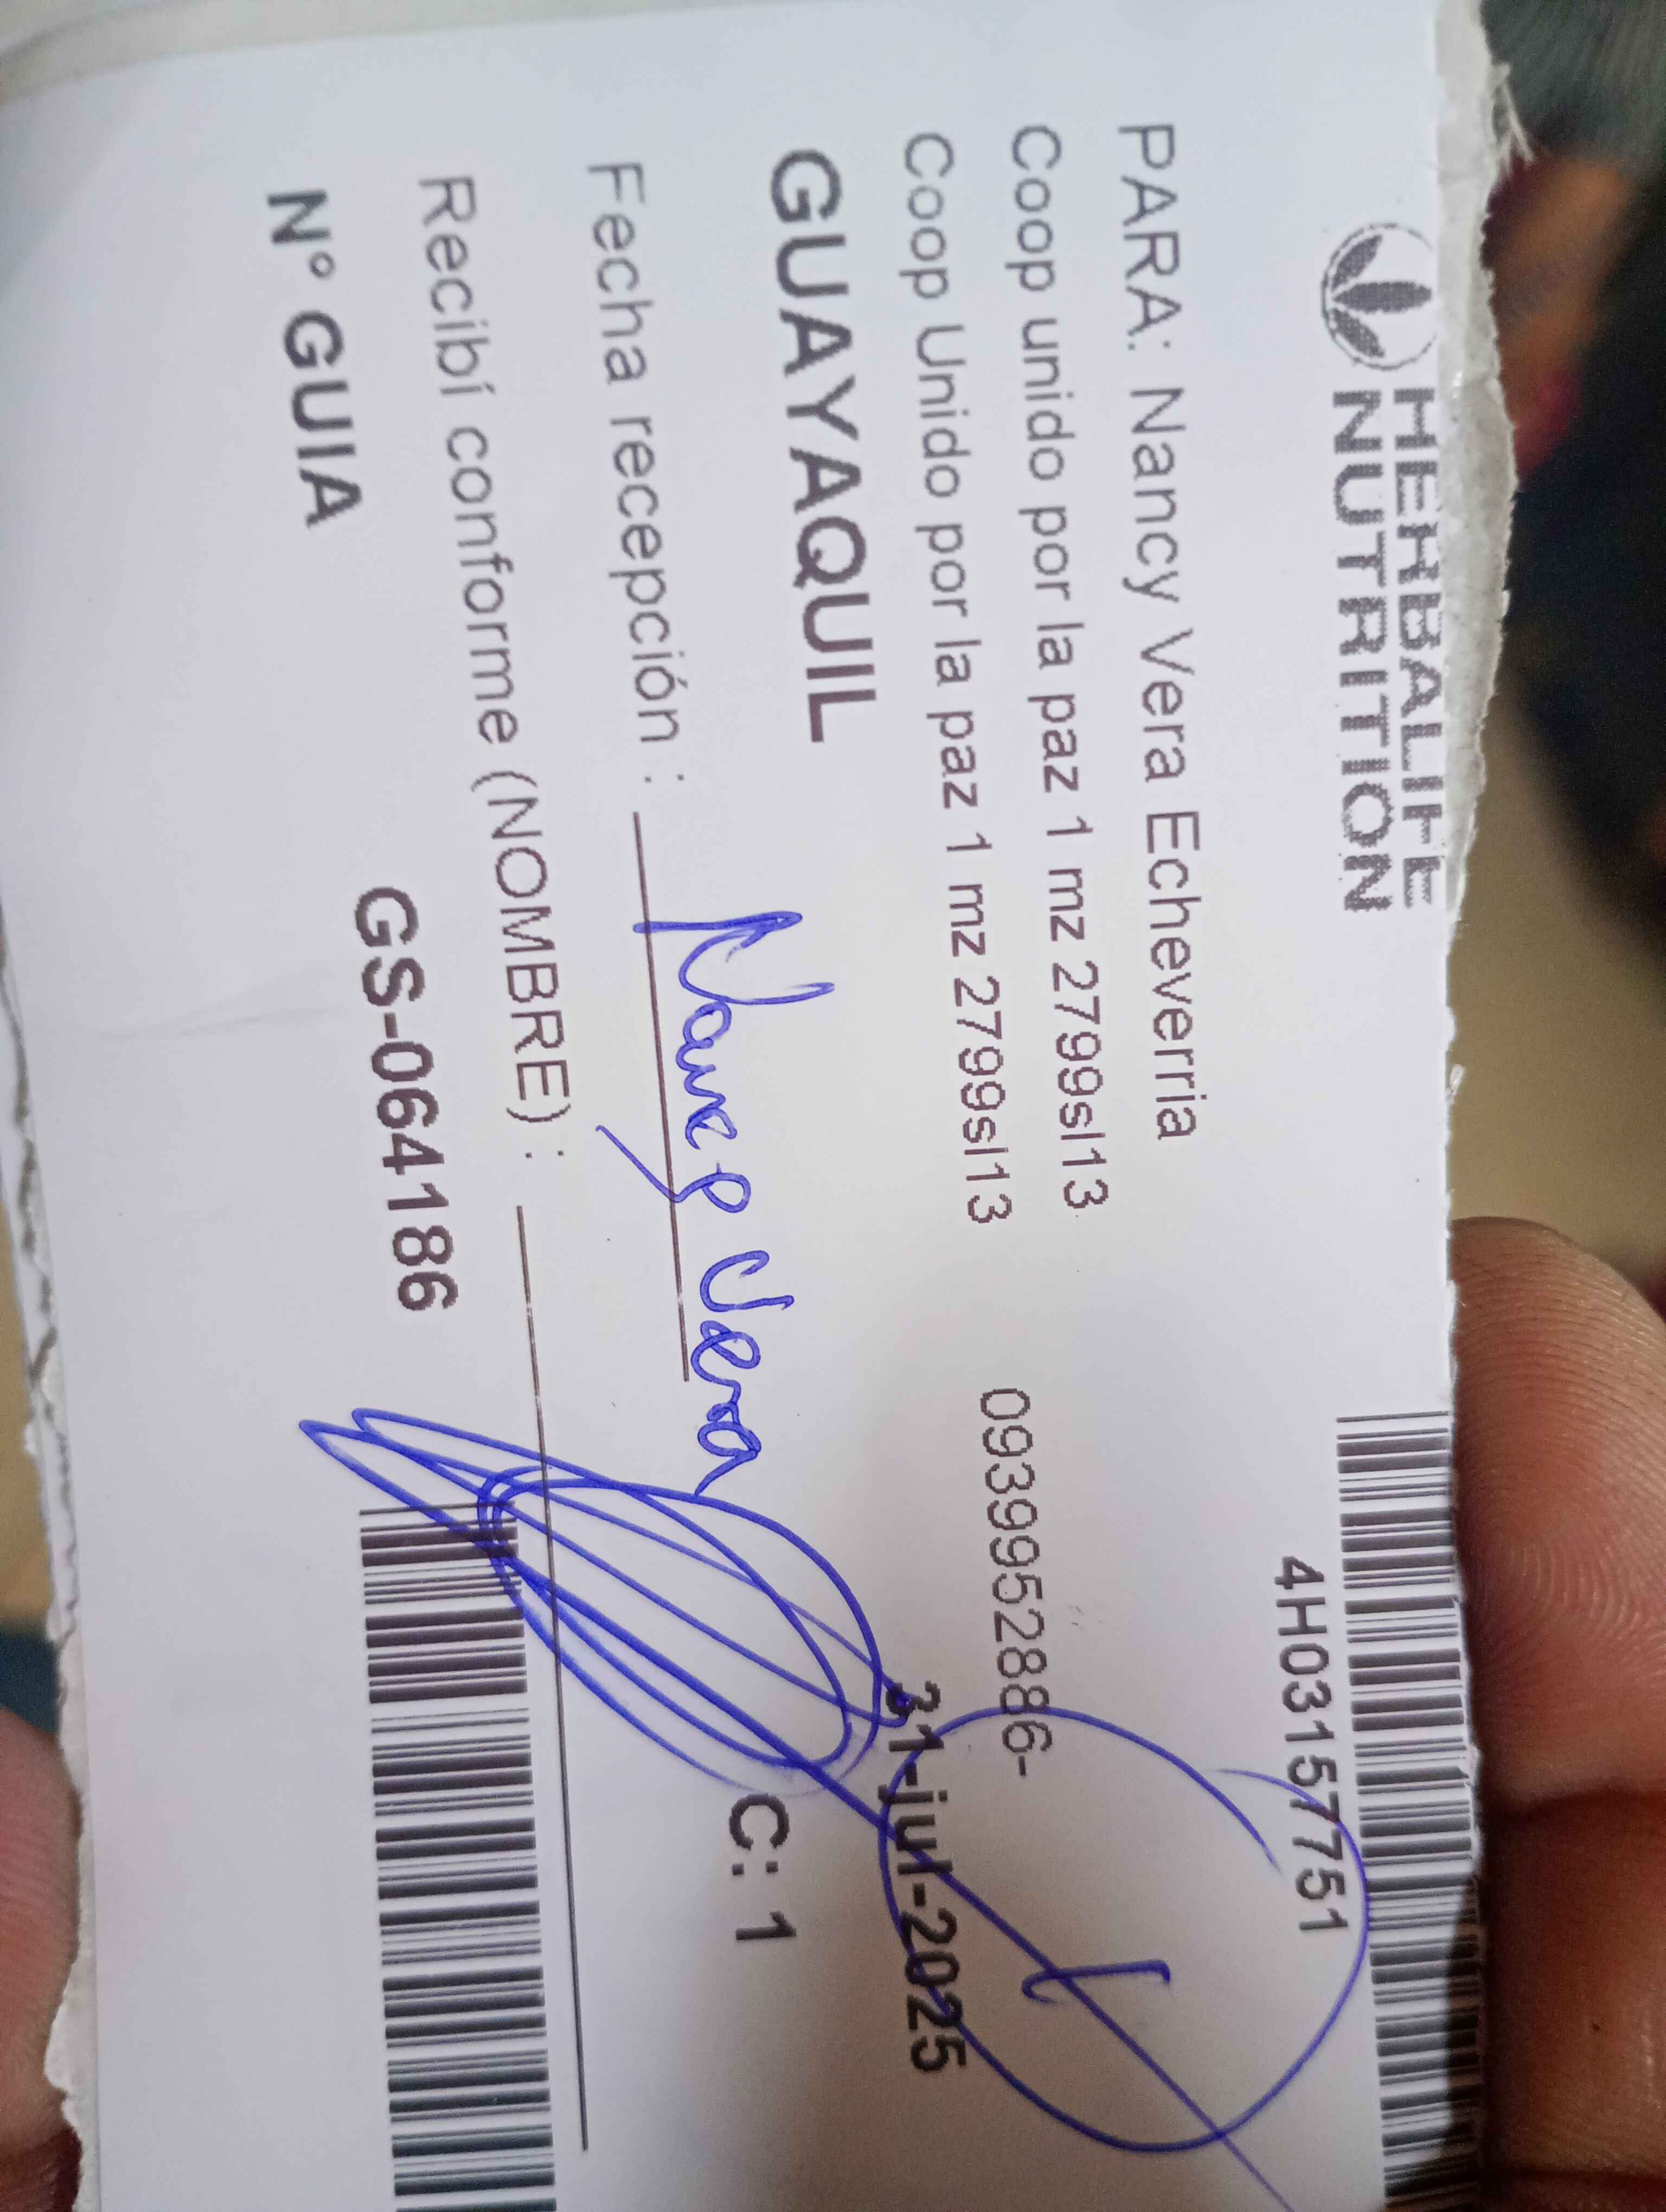 HERBALIFE
NUTRITION
4H03157751
PARA: Nancy Vera Echeverria
Coop unido por la paz 1 mz 2799sl13
Coop Unido por la paz 1 mz 2799sl13
0939952886-
GUAYAQUIL
31-jul-2025
Fecha recepción :
Nancy Vera
C: 1
Recibí conforme (NOMBRE) :
1
N° GUIA
GS-064186